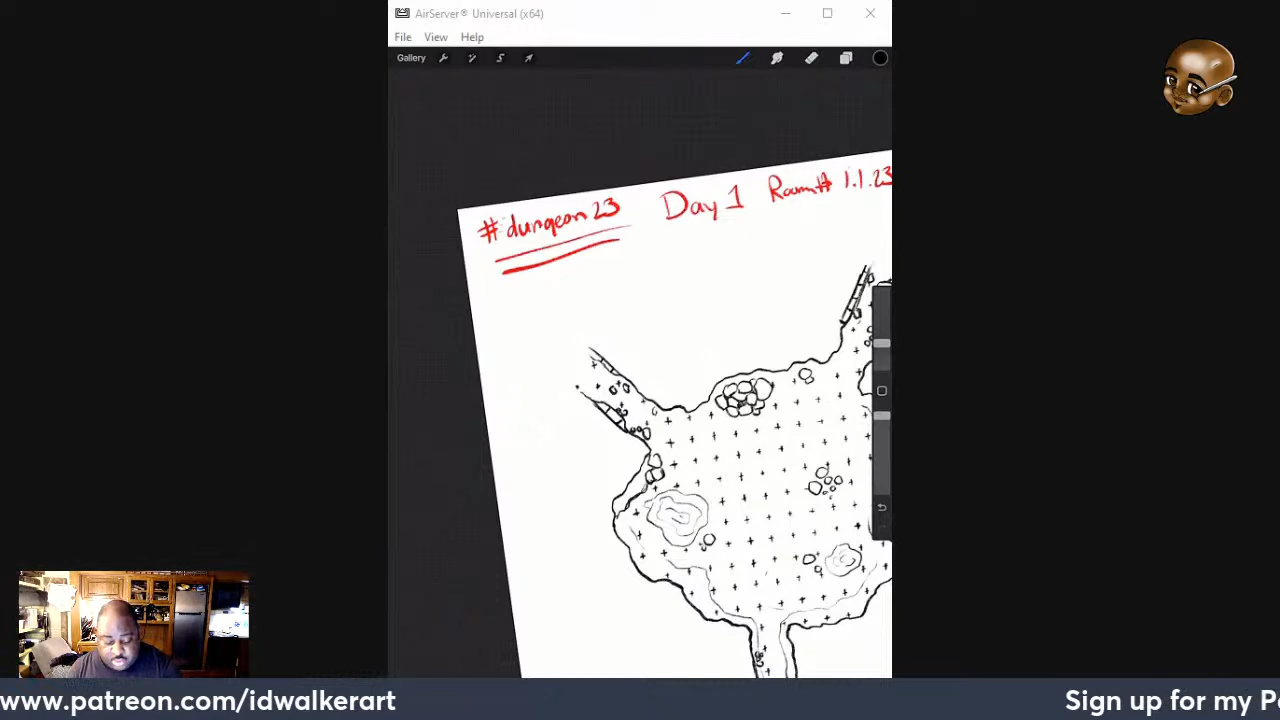 AirServer® Universal (x64)
File View Help
Gallery
#dungeon23 Day 1 Room# 1.1.23
www.patreon.com/idwalkerart
Sign up for my